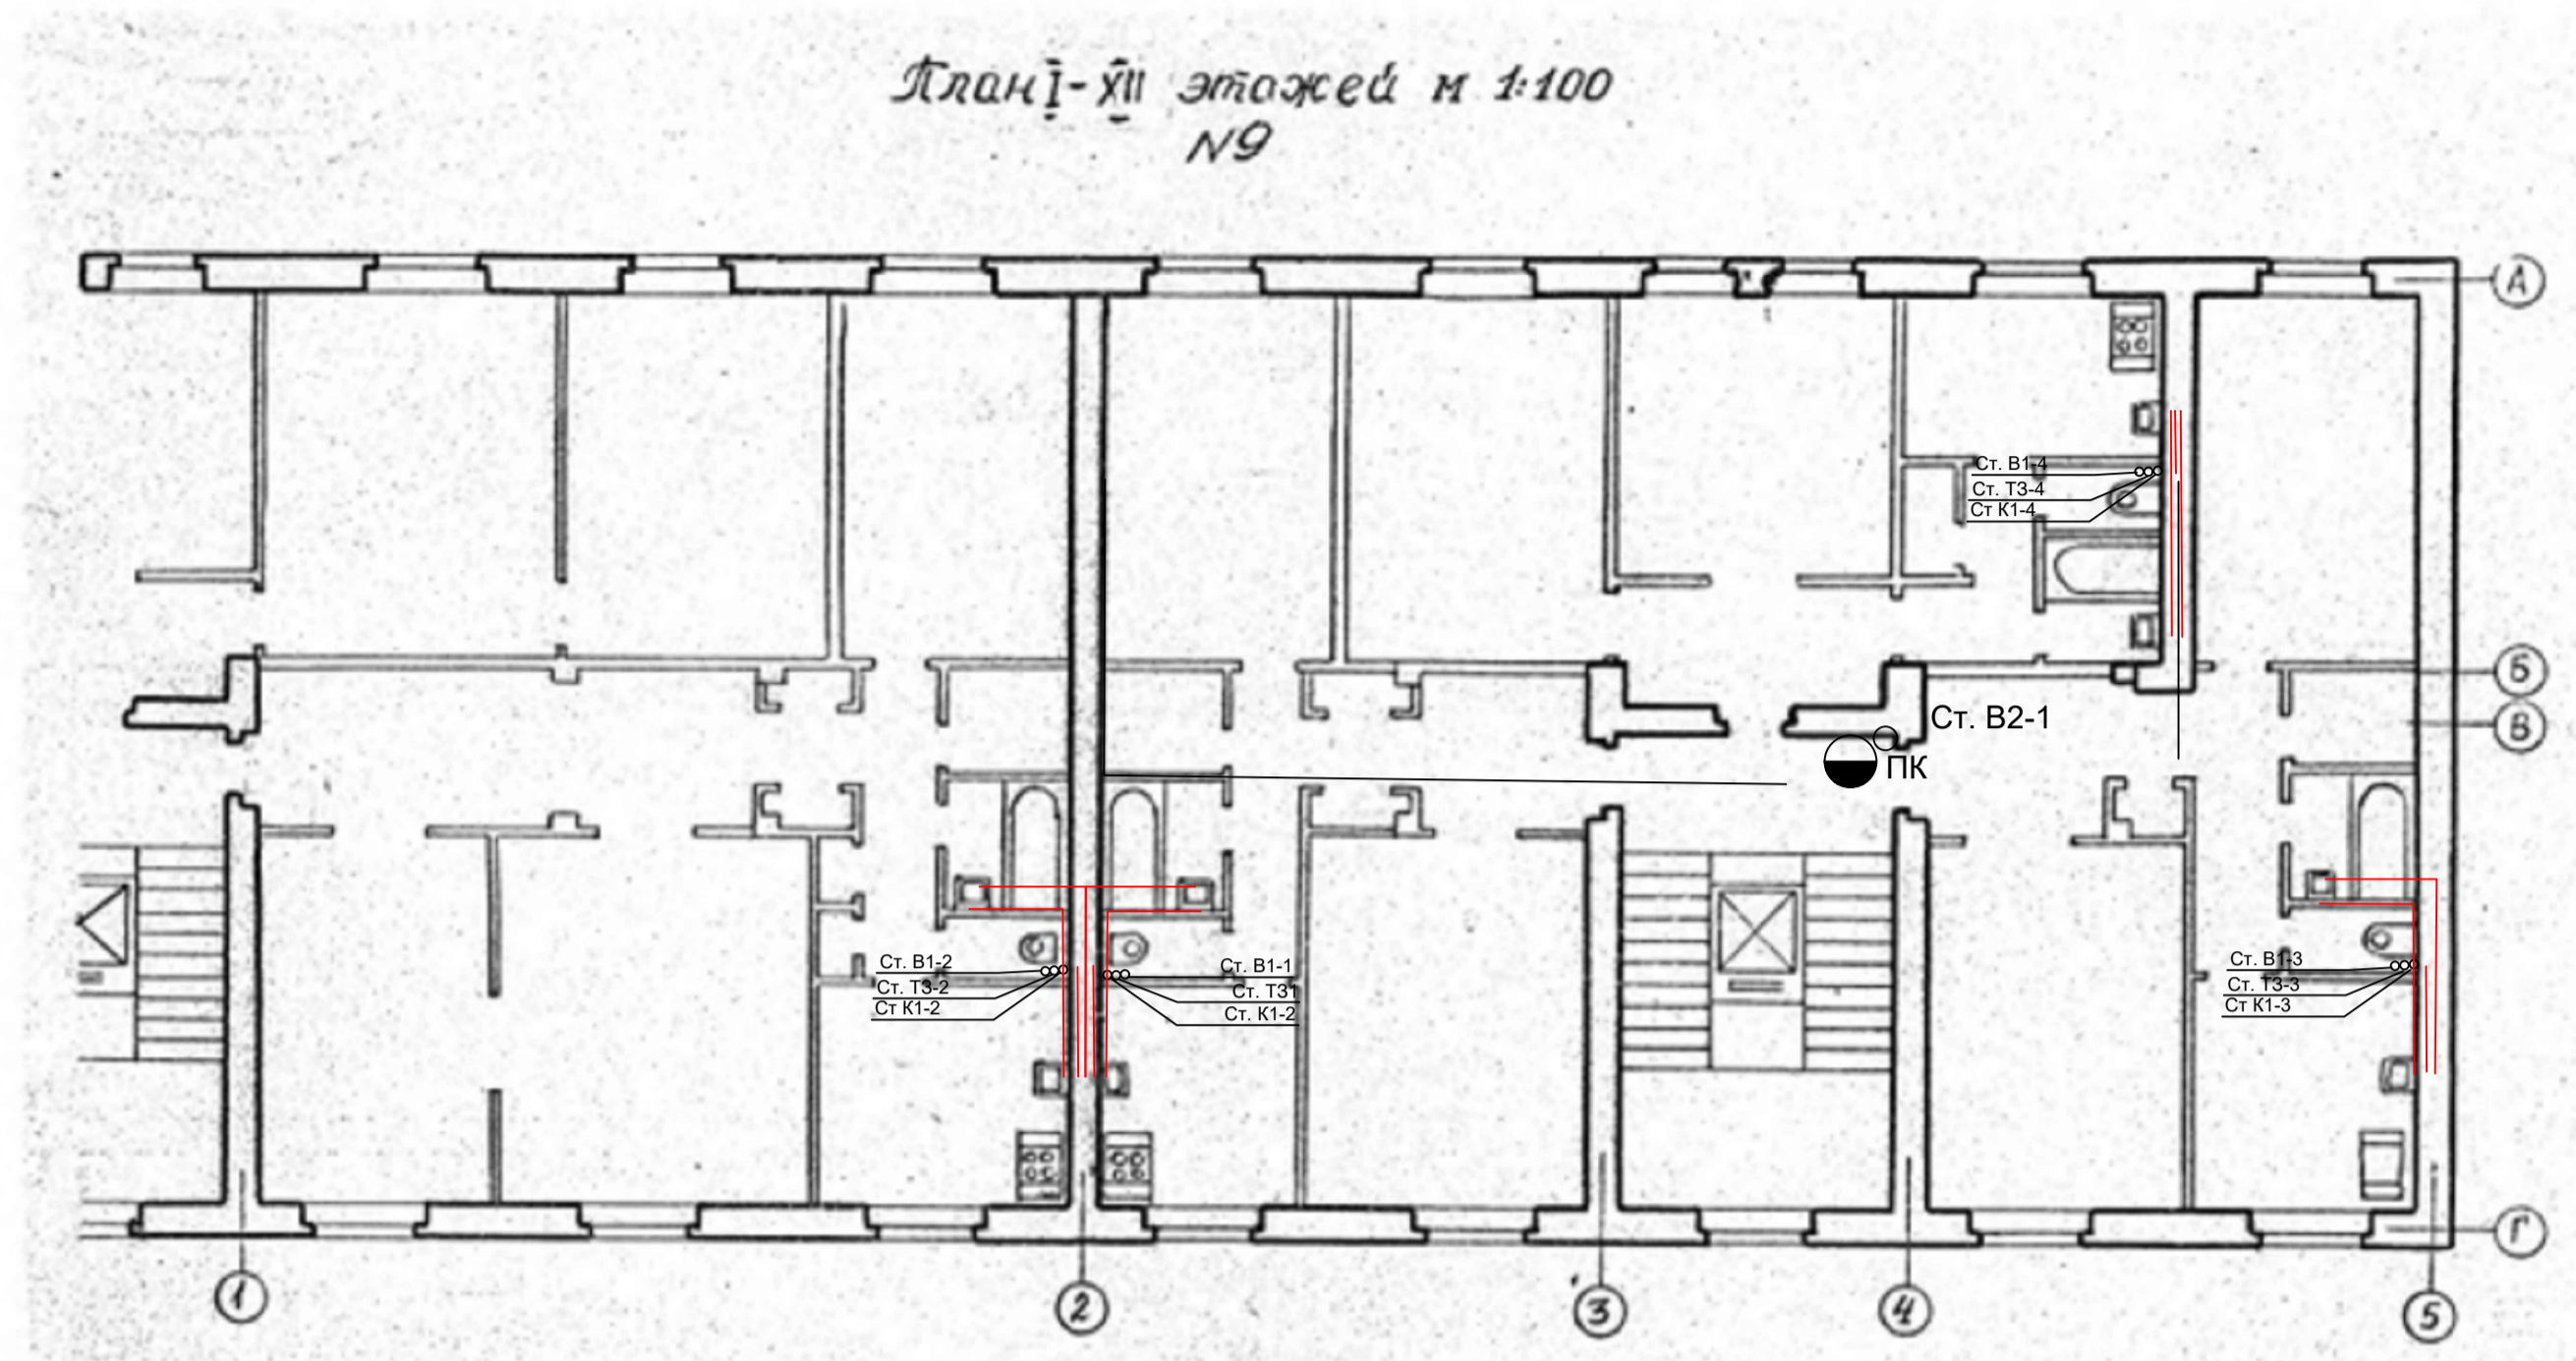 План I-XII этажей м 1:100
N9
А
Ст. В1-4
Ст. Т3-4
Ст К1-4
Б
Ст. В2-1
В
ПК
Ст. В1-2
Ст. Т3-2
Ст К1-2
Ст. В1-1
Ст. Т31
Ст. К1-2
Ст. В1-3
Ст. Т3-3
Ст К1-3
Г
1
2
3
4
5